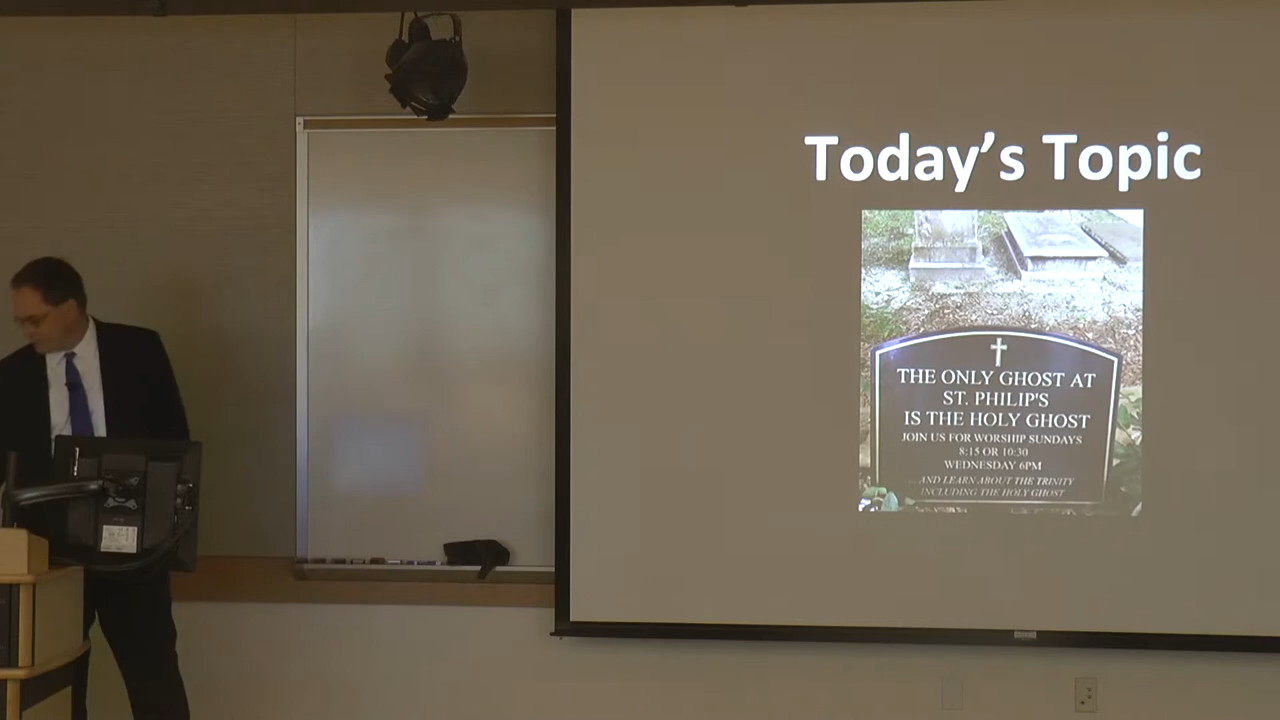 Today's Topic
THE ONLY GHOST AT
ST. PHILIP'S
IS THE HOLY GHOST
JOIN US FOR WORSHIP SUNDAYS
8:15 OR 10:30
WEDNESDAY 6PM
...AND LEARN ABOUT THE TRINITY
INCLUDING THE HOLY GHOST